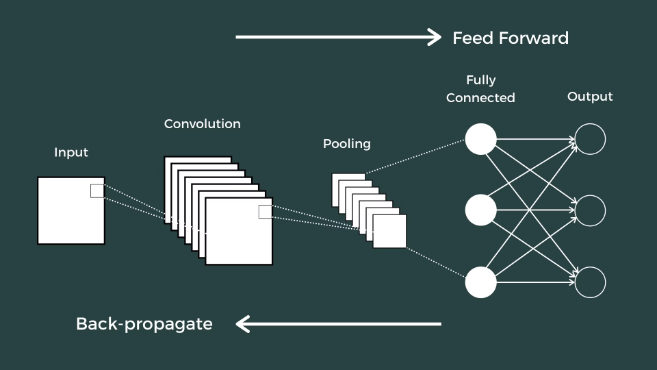 Feed Forward
Fully
Connected
Output
Convolution
Pooling
Input
Back-propagate